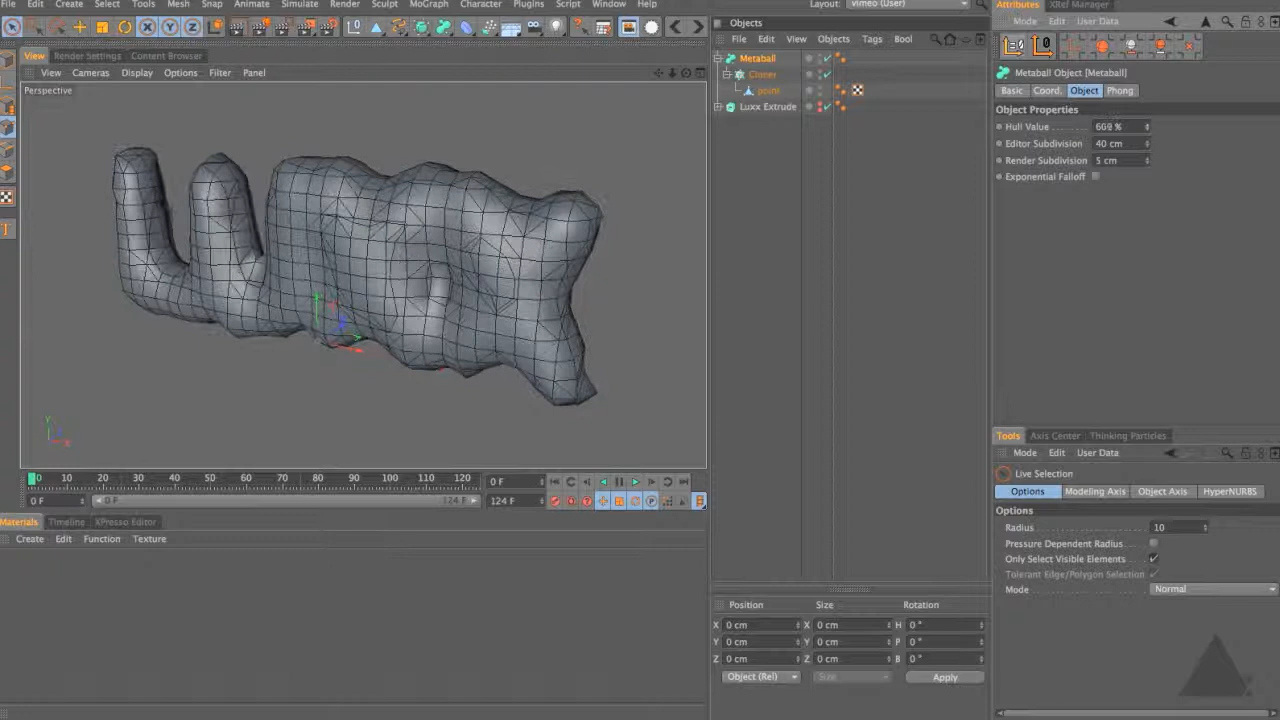 File Edit Create Select Tools Mesh Snap Animate Simulate Render Sculpt MoGraph Character Plugins Script Window Help Layout: Vimeo (User)
Attributes XRef Manager
Mode Edit User Data
View Render Settings Content Browser
View Cameras Display Options Filter Panel
Perspective
Y
X
0 10 20 30 40 50 60 70 80 90 100 110 120 0 F
0 F 0 F 124 F 124 F
Materials Timeline XPresso Editor
Create Edit Function Texture
Objects
File Edit View Objects Tags Bool
Metaball
Cloner
point
Luxx Extrude
Metaball Object [Metaball]
Basic Coord. Object Phong
Object Properties
Hull Value 600 %
Editor Subdivision 40 cm
Render Subdivision 5 cm
Exponential Falloff
Tools Axis Center Thinking Particles
Mode Edit User Data
Live Selection
Options Modeling Axis Object Axis HyperNURBS
Options
Radius 10
Pressure Dependent Radius
Only Select Visible Elements
Tolerant Edge/Polygon Selection
Mode Normal
Position Size Rotation
X 0 cm X 0 cm H 0 °
Y 0 cm Y 0 cm P 0 °
Z 0 cm Z 0 cm B 0 °
Object (Rel) Size Apply